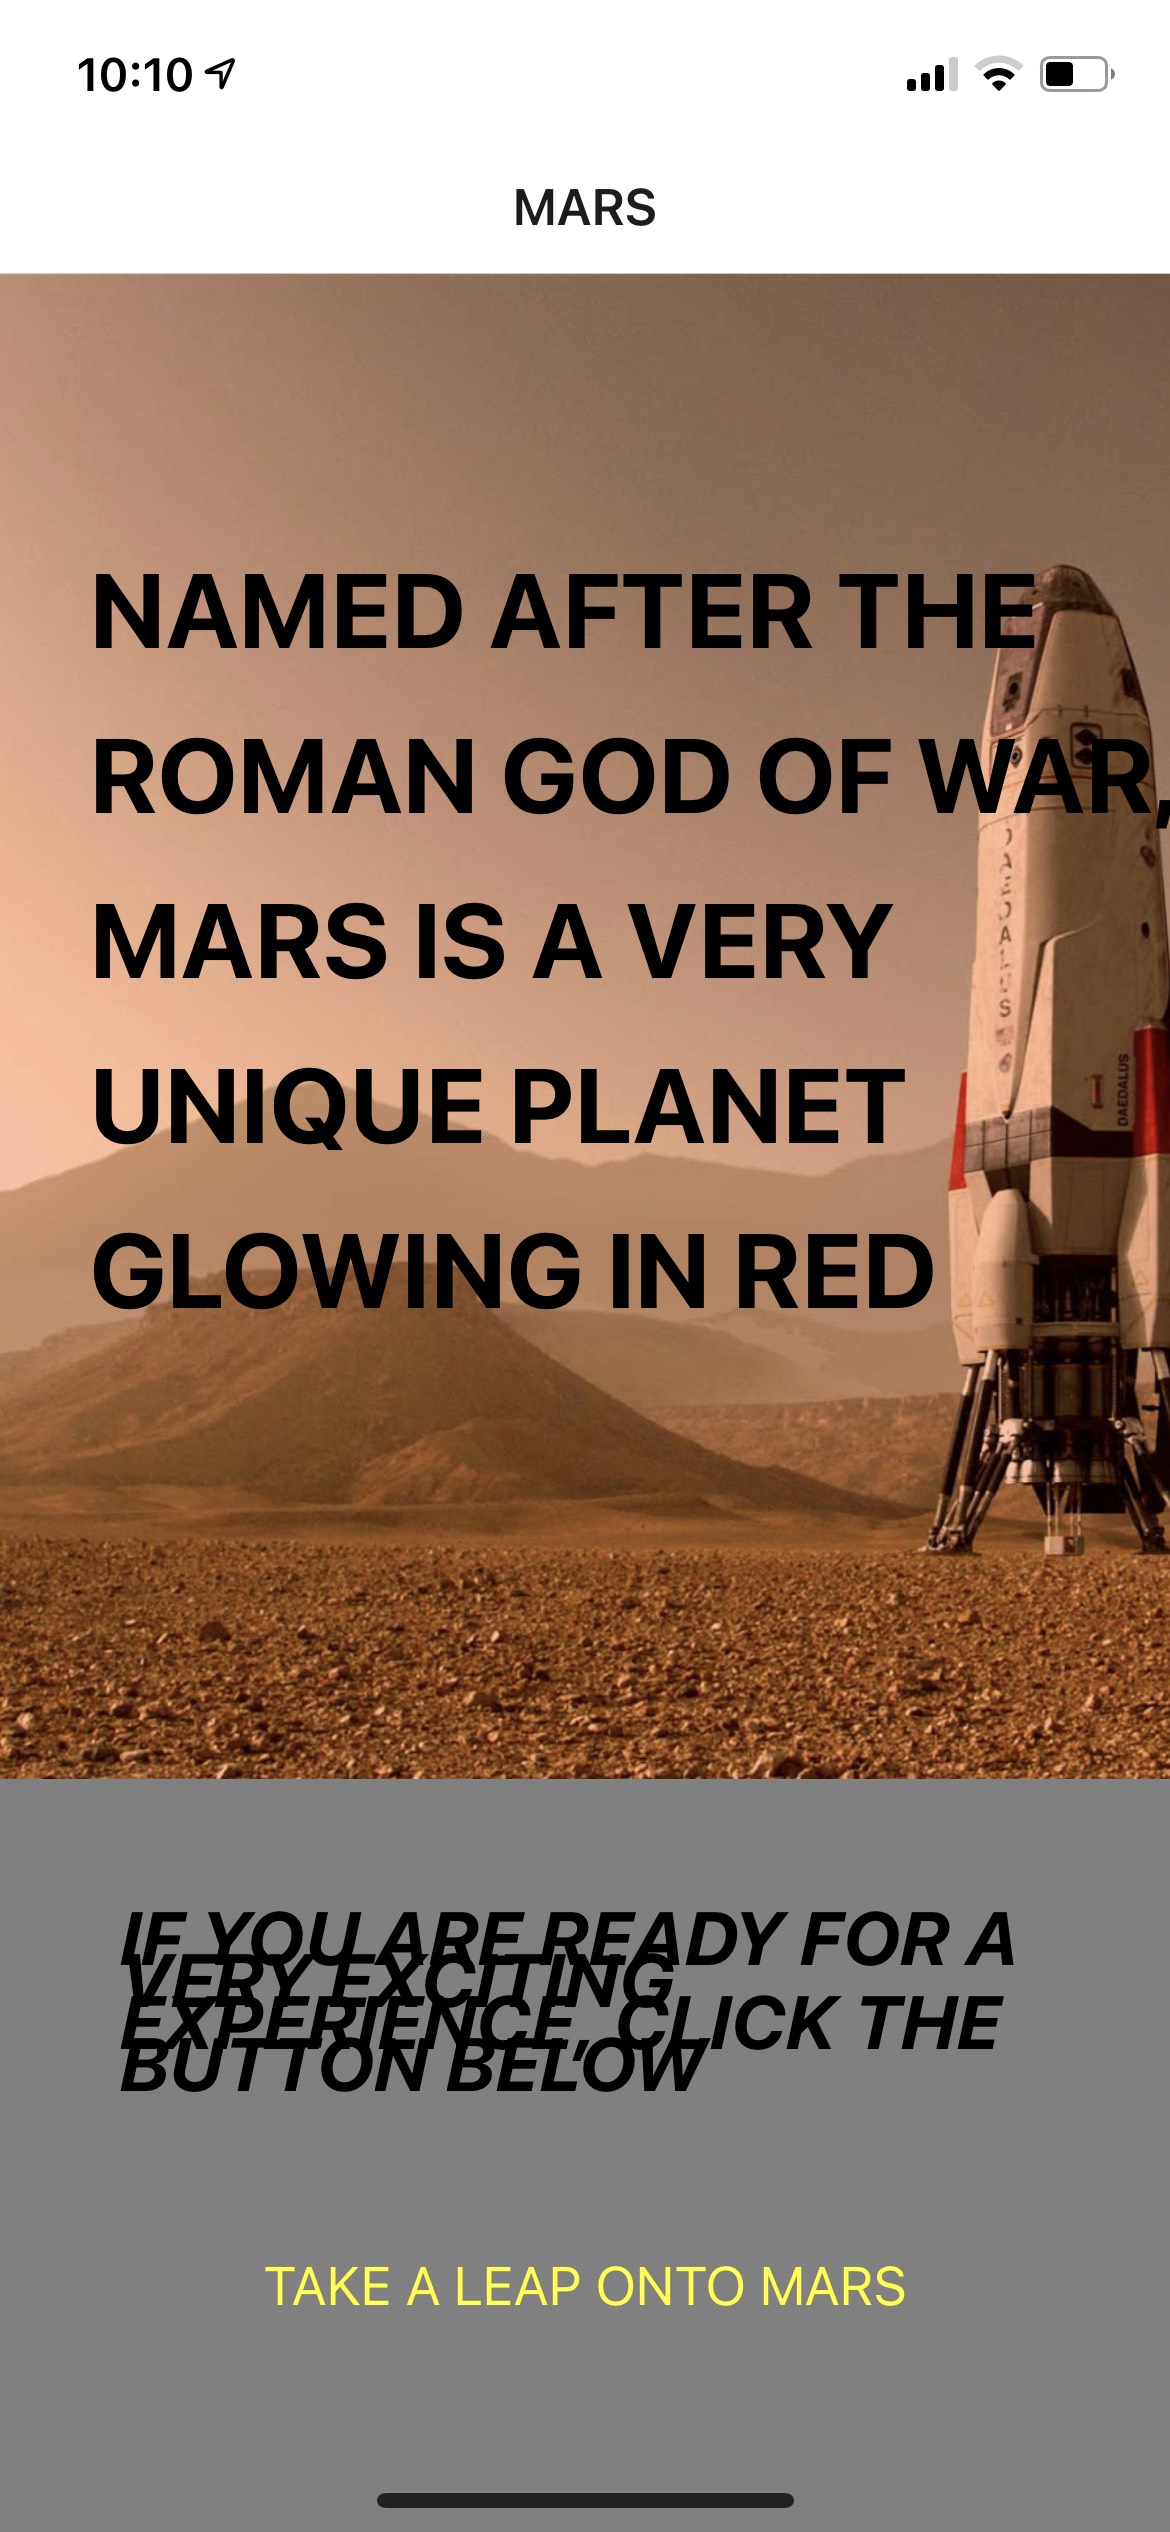 10:10
MARS
NAMED AFTER THE
ROMAN GOD OF WAR,
MARS IS A VERY
UNIQUE PLANET
GLOWING IN RED
DAEDALUS
DAEDALUS
IF YOU ARE READY FOR A
VERY EXCITING
EXPERIENCE, CLICK THE
BUTTON BELOW
TAKE A LEAP ONTO MARS